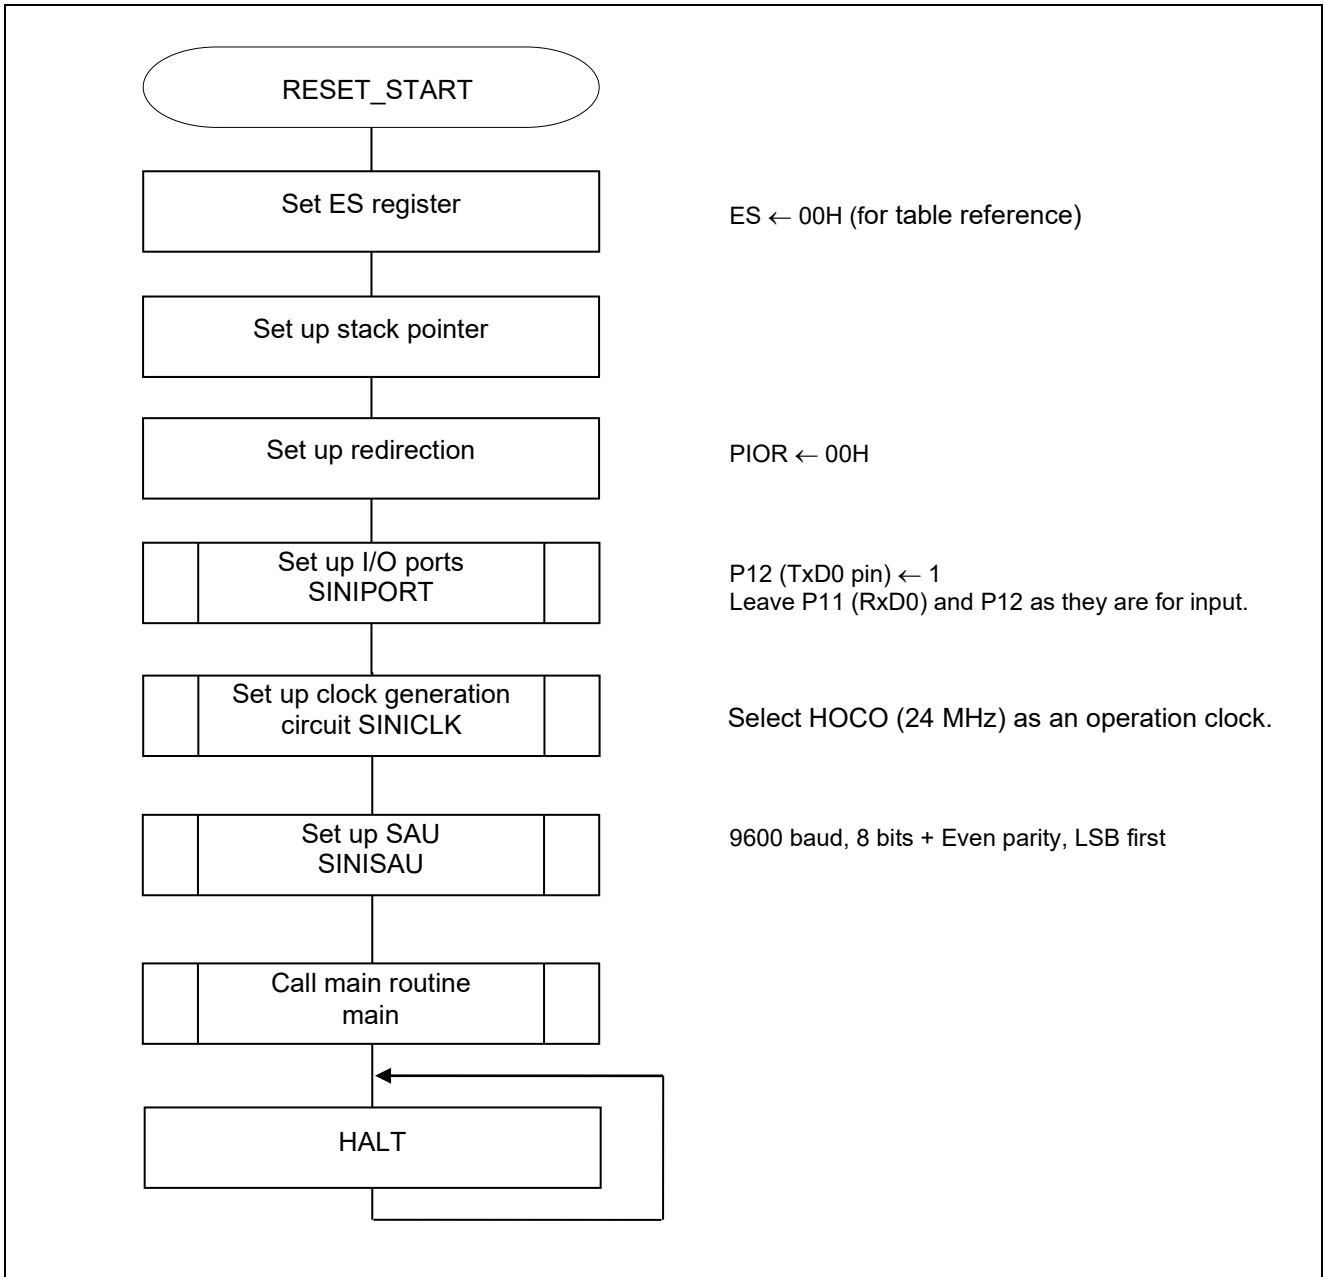 RESET_START
Set ES register
ES ← 00H (for table reference)
Set up stack pointer
Set up redirection
PIOR ← 00H
Set up I/O ports
SINIPORT
P12 (TxD0 pin) ← 1
Leave P11 (RxD0) and P12 as they are for input.
Set up clock generation
circuit SINICLK
Select HOCO (24 MHz) as an operation clock.
Set up SAU
SINISAU
9600 baud, 8 bits + Even parity, LSB first
Call main routine
main
HALT